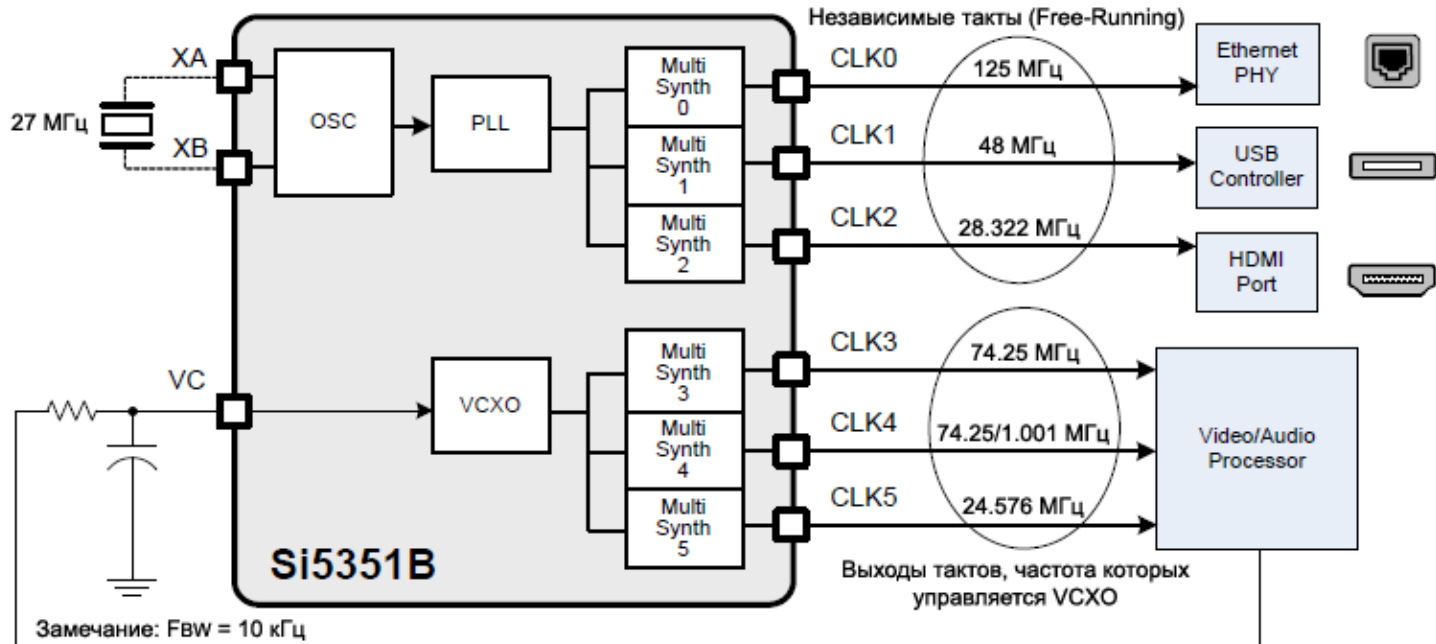 Независимые такты (Free-Running)
XA
XB
27 МГц
OSC
PLL
Multi
Synth
0
Multi
Synth
1
Multi
Synth
2
CLK0
125 МГц
Ethernet
PHY
CLK1
48 МГц
USB
Controller
CLK2
28.322 МГц
HDMI
Port
VC
VCXO
Multi
Synth
3
Multi
Synth
4
Multi
Synth
5
CLK3
74.25 МГц
CLK4
74.25/1.001 МГц
CLK5
24.576 МГц
Video/Audio
Processor
Si5351B
Выходы тактов, частота которых
управляется VCXO
Замечание: FBW = 10 кГц